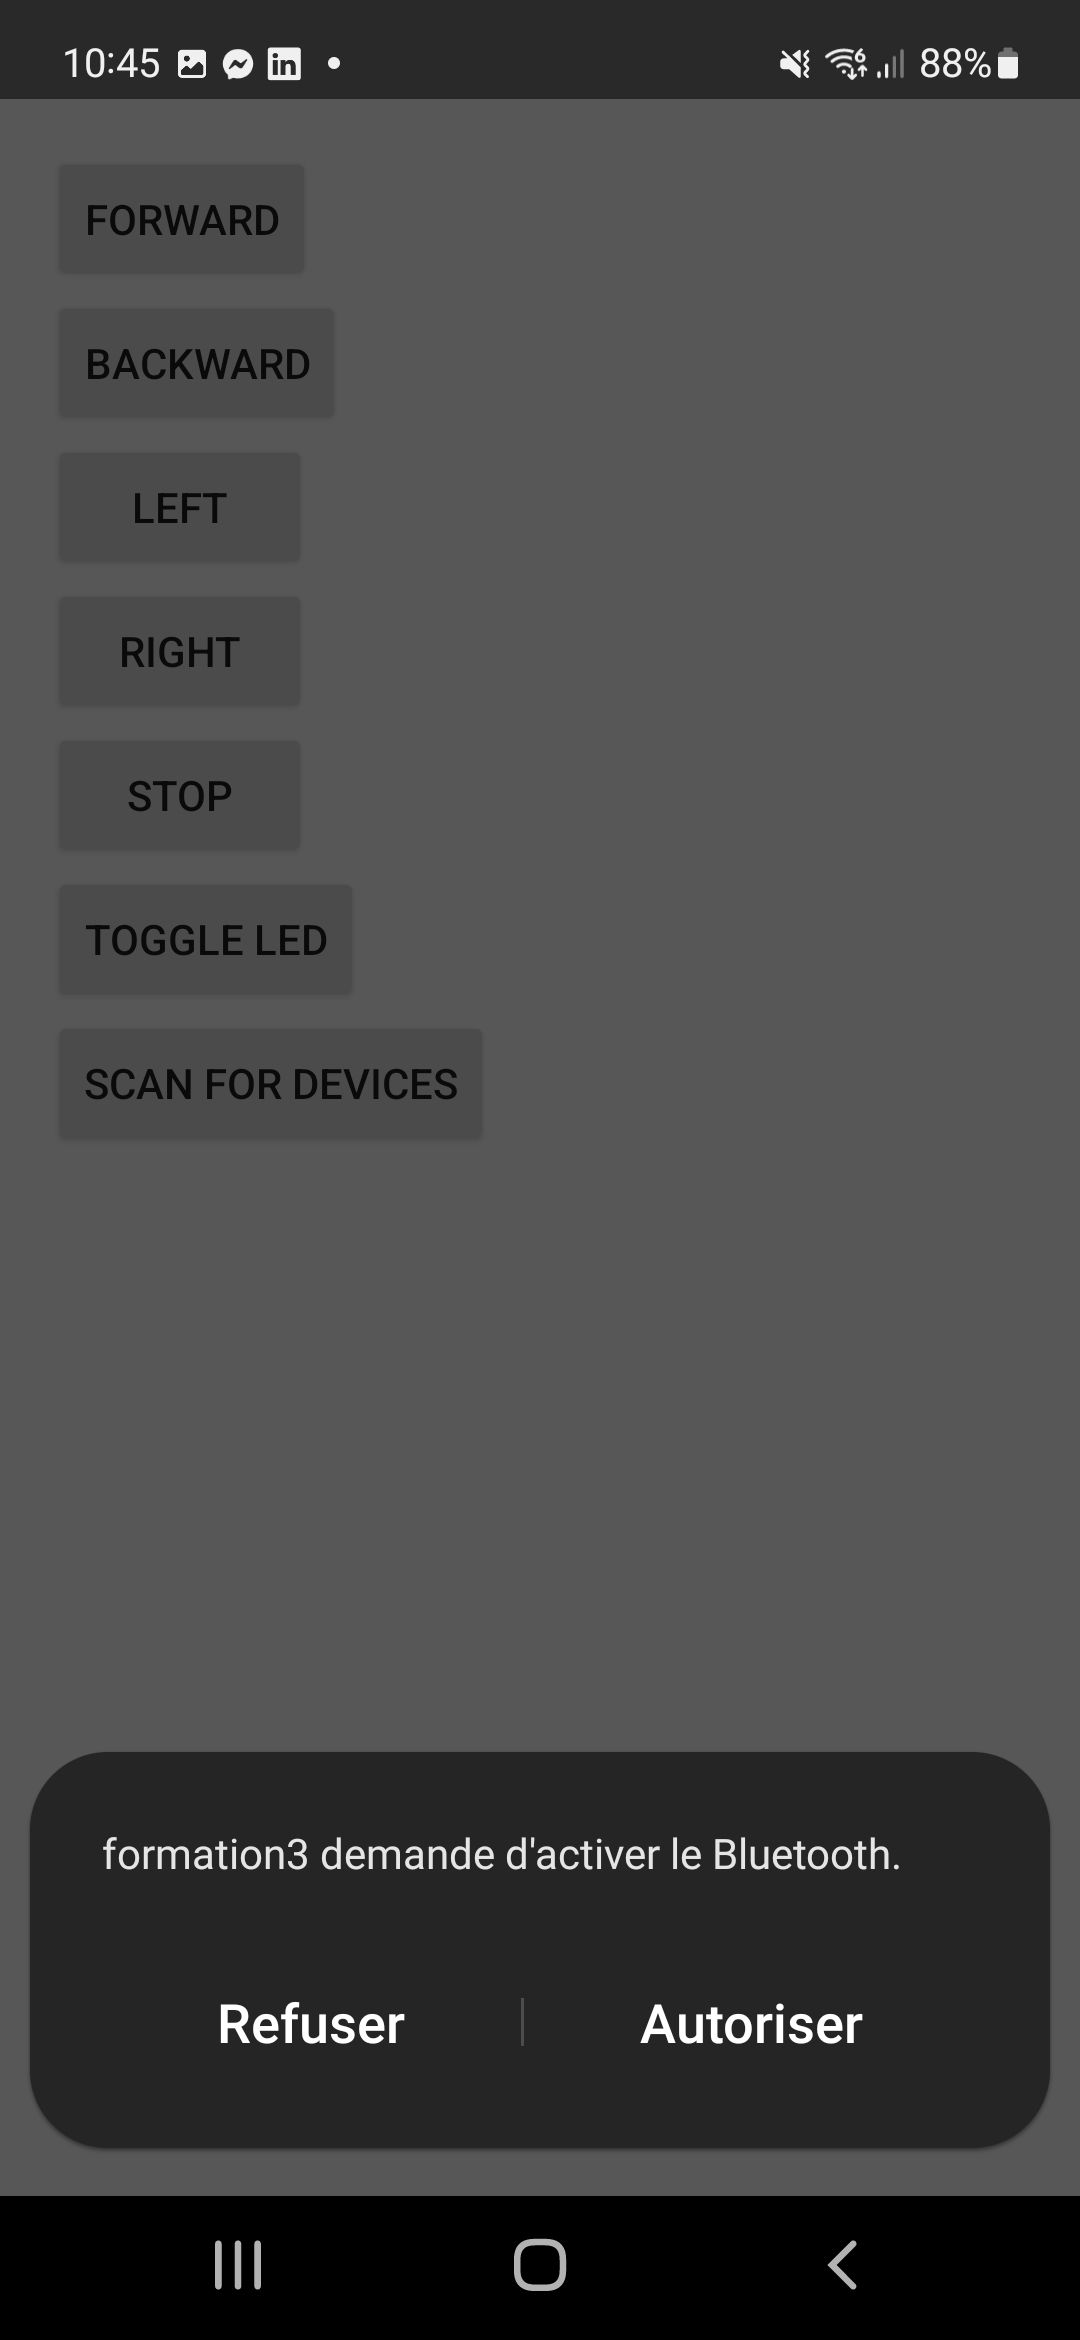 10:45 in 88%
FORWARD
BACKWARD
LEFT
RIGHT
STOP
TOGGLE LED
SCAN FOR DEVICES
formation3 demande d'activer le Bluetooth.
Refuser Autoriser